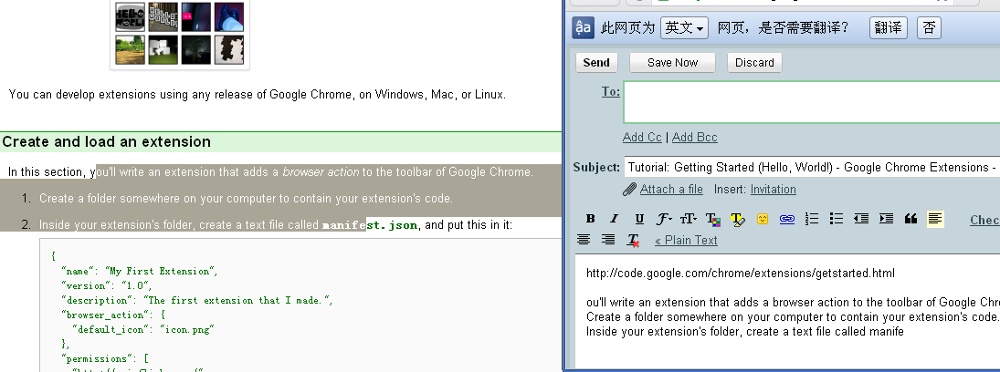 HELLO WORLD
You can develop extensions using any release of Google Chrome, on Windows, Mac, or Linux.
Create and load an extension
In this section, you'll write an extension that adds a browser action to the toolbar of Google Chrome.
1. Create a folder somewhere on your computer to contain your extension's code.
2. Inside your extension's folder, create a text file called manifest.json, and put this in it:
{
"name": "My First Extension",
"version": "1.0",
"description": "The first extension that I made.",
"browser_action": {
"default_icon": "icon.png"
},
"permissions": [
此网页为 英文 网页，是否需要翻译？ 翻译 否
Send Save Now Discard
To:
Add Cc | Add Bcc
Subject: Tutorial: Getting Started (Hello, World!) - Google Chrome Extensions -
Attach a file Insert: Invitation
B I U
« Plain Text
http://code.google.com/chrome/extensions/getstarted.html
ou'll write an extension that adds a browser action to the toolbar of Google Chr
Create a folder somewhere on your computer to contain your extension's code.
Inside your extension's folder, create a text file called manife